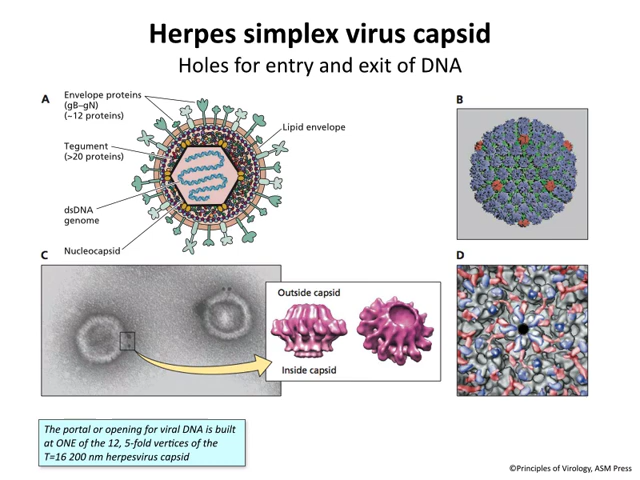 Herpes simplex virus capsid
Holes for entry and exit of DNA
A
Envelope proteins
(gB–gN)
(~12 proteins)
Lipid envelope
Tegument
(>20 proteins)
dsDNA
genome
Nucleocapsid
B
C
Outside capsid
Inside capsid
D
The portal or opening for viral DNA is built
at ONE of the 12, 5-fold vertices of the
T=16 200 nm herpesvirus capsid
©Principles of Virology, ASM Press